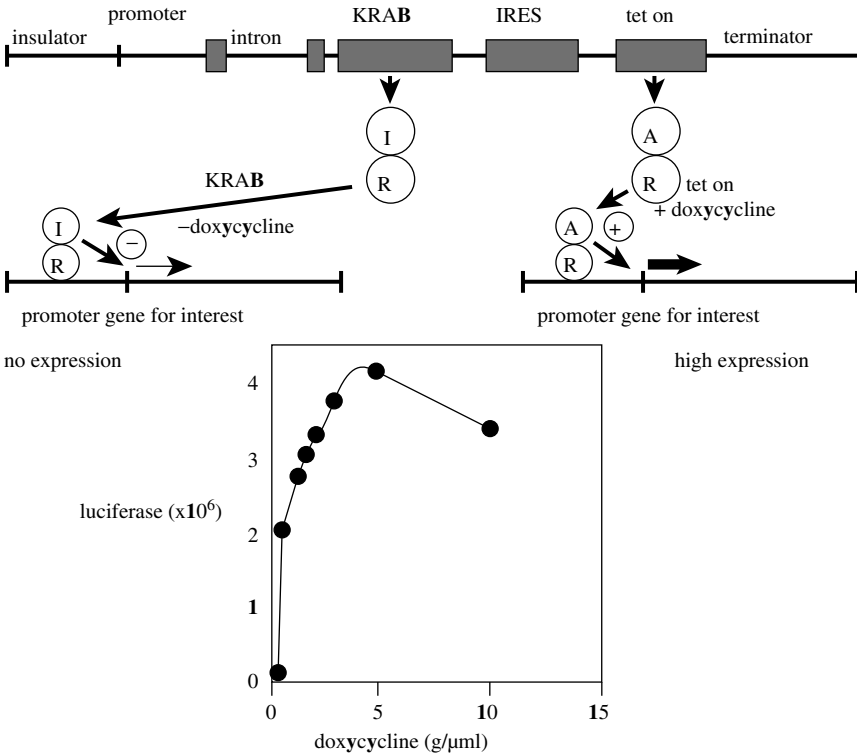 insulator
promoter
intron
KRAB
IRES
tet on
terminator
I
R
A
R
KRAB
−doxycycline
tet on
+ doxycycline
I
R
−
A
R
+
promoter gene for interest
promoter gene for interest
no expression
high expression
4
3
2
1
0
luciferase (x10⁶)
0
5
10
15
doxycycline (g/µml)